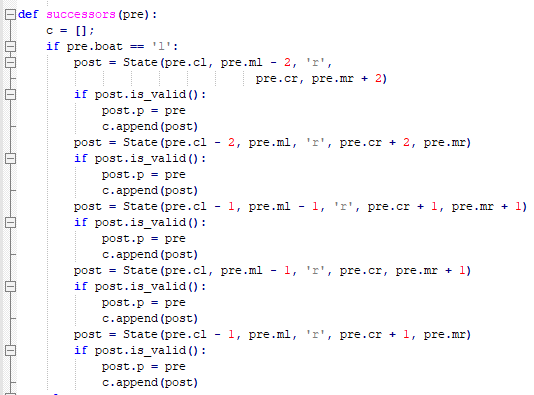 def successors(pre):
    c = [];
    if pre.boat == 'l':
        post = State(pre.cl, pre.ml - 2, 'r',
                                  pre.cr, pre.mr + 2)
        if post.is_valid():
            post.p = pre
            c.append(post)
        post = State(pre.cl - 2, pre.ml, 'r', pre.cr + 2, pre.mr)
        if post.is_valid():
            post.p = pre
            c.append(post)
        post = State(pre.cl - 1, pre.ml - 1, 'r', pre.cr + 1, pre.mr + 1)
        if post.is_valid():
            post.p = pre
            c.append(post)
        post = State(pre.cl, pre.ml - 1, 'r', pre.cr, pre.mr + 1)
        if post.is_valid():
            post.p = pre
            c.append(post)
        post = State(pre.cl - 1, pre.ml, 'r', pre.cr + 1, pre.mr)
        if post.is_valid():
            post.p = pre
            c.append(post)